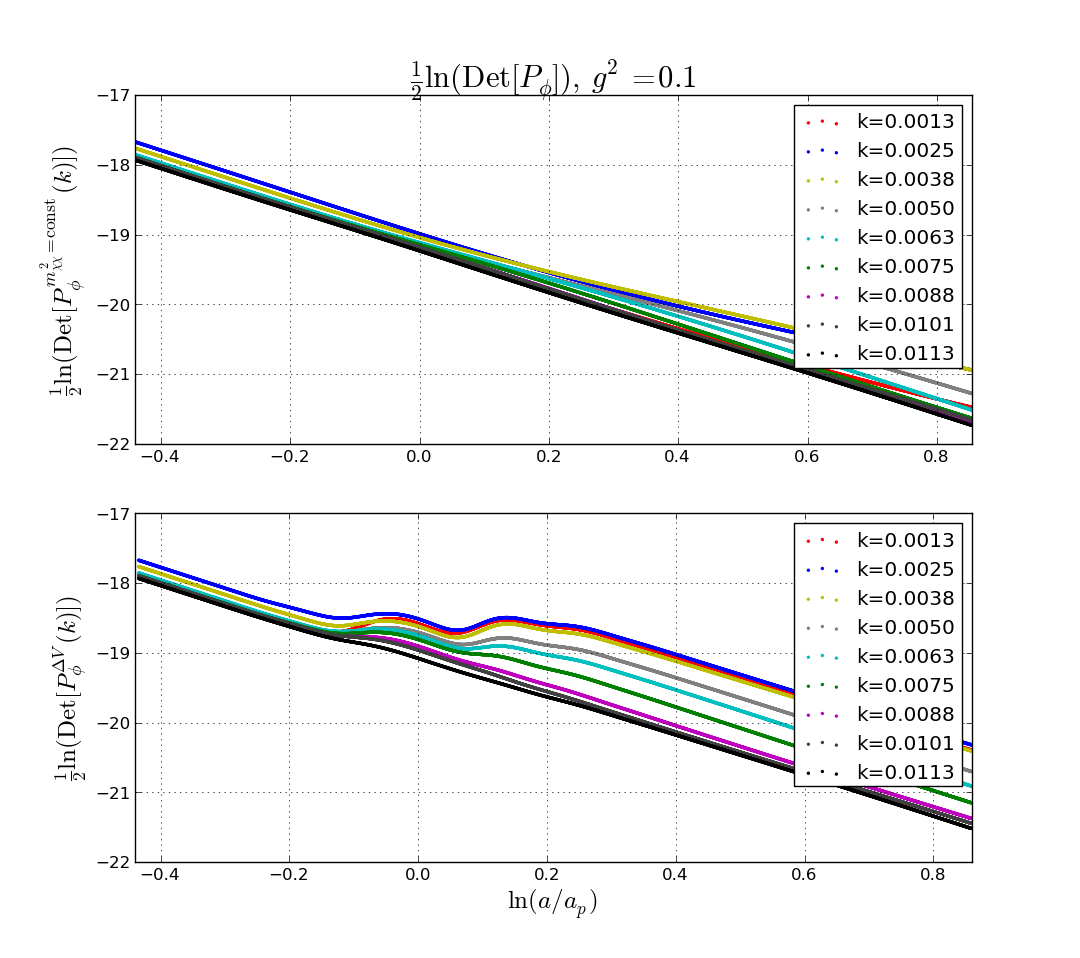 ½ln(Det[P_ϕ]), g² =0.1
½ln(Det[P_ϕ^{m²_{χχ}=const}(k)])
−17
−18
−19
−20
−21
−22
k=0.0013
k=0.0025
k=0.0038
k=0.0050
k=0.0063
k=0.0075
k=0.0088
k=0.0101
k=0.0113
−0.4 −0.2 0.0 0.2 0.4 0.6 0.8
½ln(Det[P_ϕ^{ΔV}(k)])
−17
−18
−19
−20
−21
−22
k=0.0013
k=0.0025
k=0.0038
k=0.0050
k=0.0063
k=0.0075
k=0.0088
k=0.0101
k=0.0113
−0.4 −0.2 0.0 0.2 0.4 0.6 0.8
ln(a/a_p)